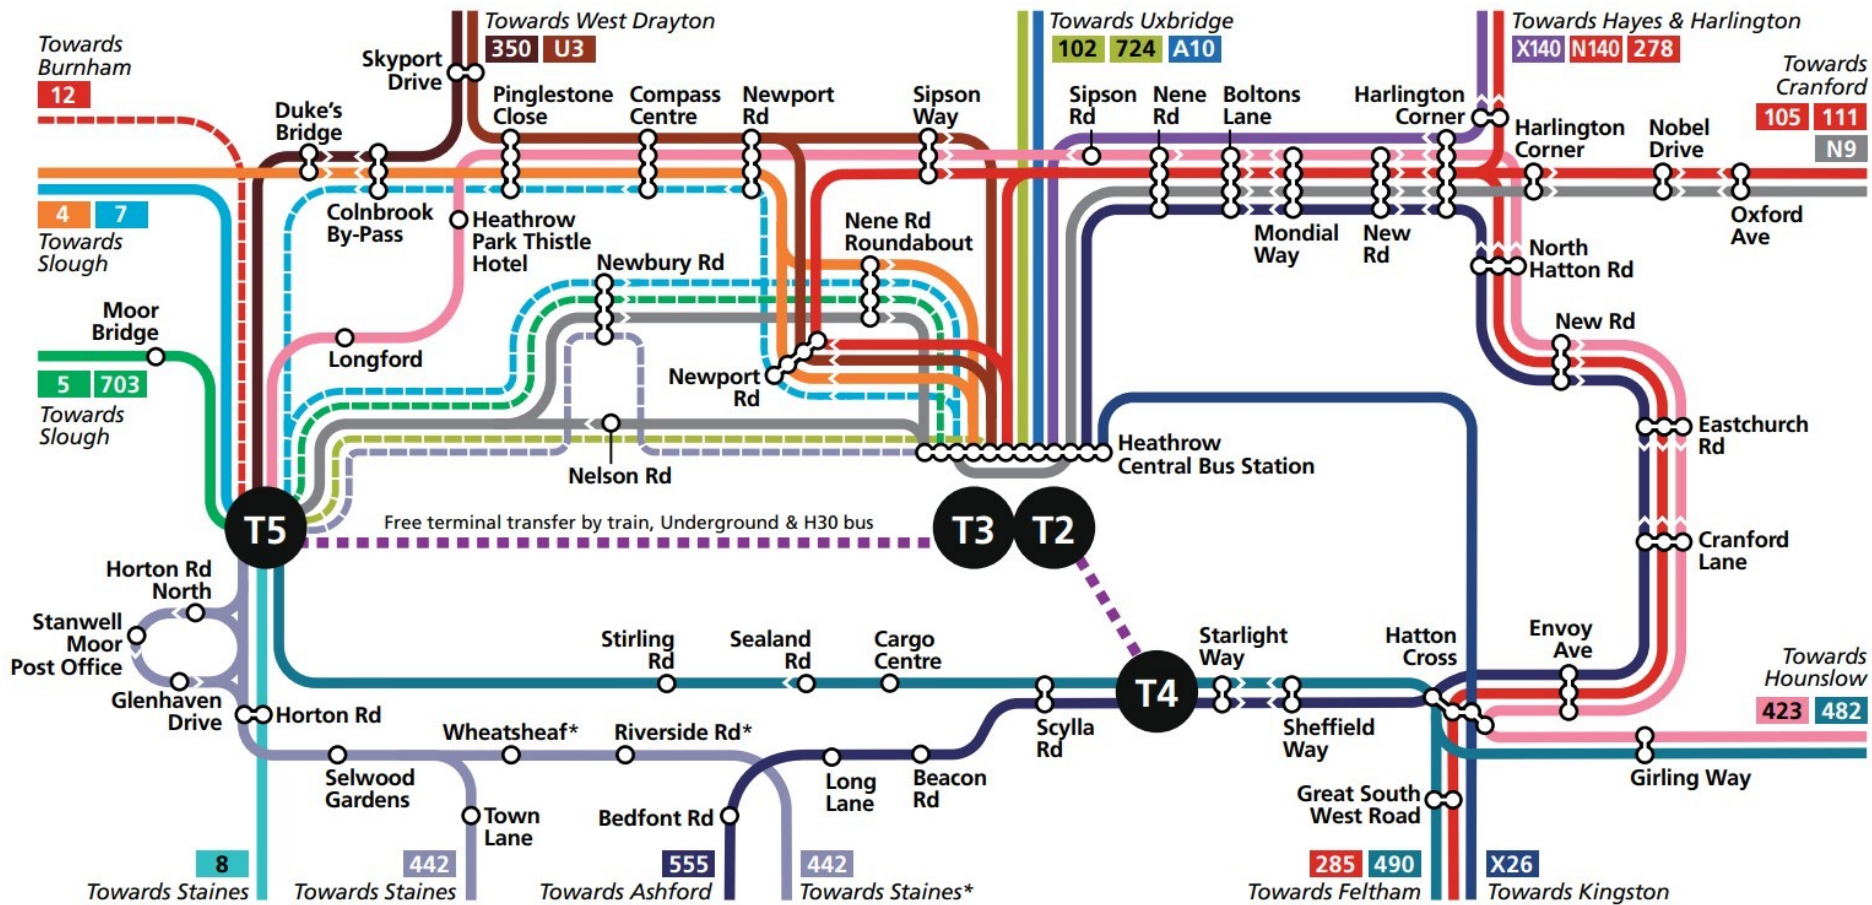 Towards West Drayton
350 U3
Towards Uxbridge
102 724 A10
Towards Hayes & Harlington
X140 N140 278
Towards
Burnham
12
Skyport
Drive
Towards
Cranford
105 111
N9
Duke's
Bridge
Pinglestone
Close
Compass
Centre
Newport
Rd
Sipson
Way
Sipson
Rd
Nene
Rd
Boltons
Lane
Harlington
Corner
Harlington
Corner
Nobel
Drive
4 7
Towards
Slough
Colnbrook
By-Pass
Heathrow
Park Thistle
Hotel
Nene Rd
Roundabout
Newbury Rd
Mondial
Way
New
Rd
Oxford
Ave
North
Hatton Rd
Moor
Bridge
Longford
New Rd
5 703
Towards
Slough
Newport
Rd
Nelson Rd
Heathrow
Central Bus Station
Eastchurch
Rd
T5
Free terminal transfer by train, Underground & H30 bus
T3
T2
Cranford
Lane
Horton Rd
North
Stanwell
Moor
Post Office
Glenhaven
Drive
Horton Rd
Stirling
Rd
Sealand
Rd
Cargo
Centre
Scylla
Rd
T4
Starlight
Way
Sheffield
Way
Hatton
Cross
Envoy
Ave
Towards
Hounslow
423 482
Wheatsheaf*
Riverside Rd*
Selwood
Gardens
Town
Lane
Bedfont Rd
Long
Lane
Beacon
Rd
Great South
West Road
Girling Way
8
Towards Staines
442
Towards Staines
555
Towards Ashford
442
Towards Staines*
285 490
Towards Feltham
X26
Towards Kingston